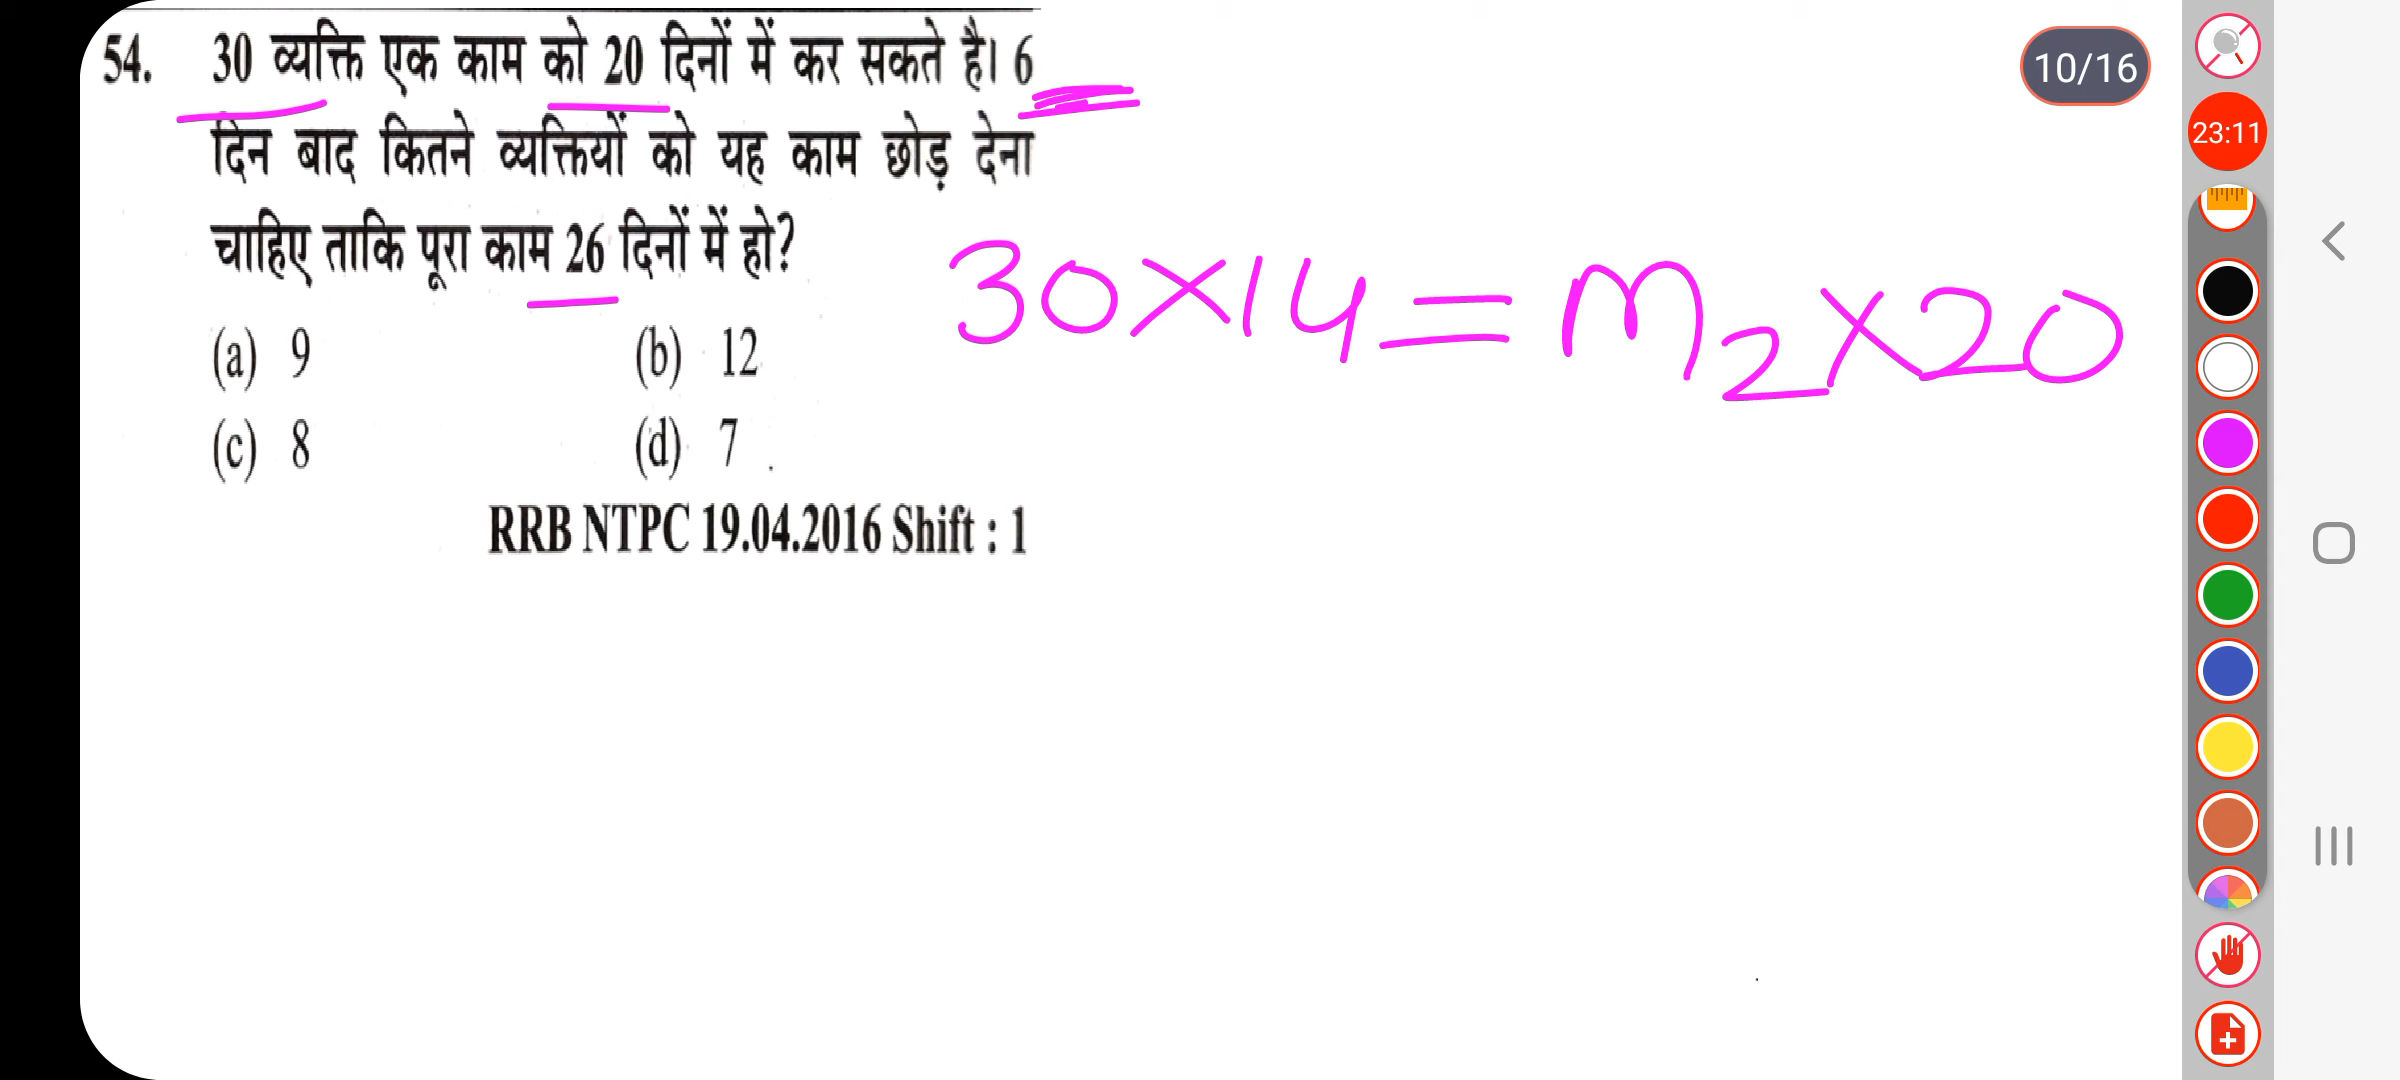 54. 30 व्यक्ति एक काम को 20 दिनों में कर सकते है। 6
दिन बाद कितने व्यक्तियों को यह काम छोड़ देना
चाहिए ताकि पूरा काम 26 दिनों में हो?
(a) 9 (b) 12
(c) 8 (d) 7
RRB NTPC 19.04.2016 Shift : 1
30×14=m2×20
10/16
23:11